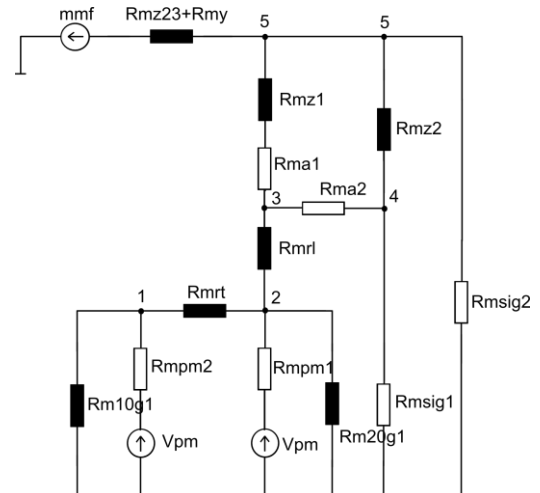 mmf
Rmz23+Rmy
5
5
Rmz1
Rmz2
Rma1
Rma2
3
4
Rmrl
Rmsig2
1
Rmrt
2
Rmpm2
Rmpm1
Rm10g1
Rmsig1
Rm20g1
Vpm
Vpm